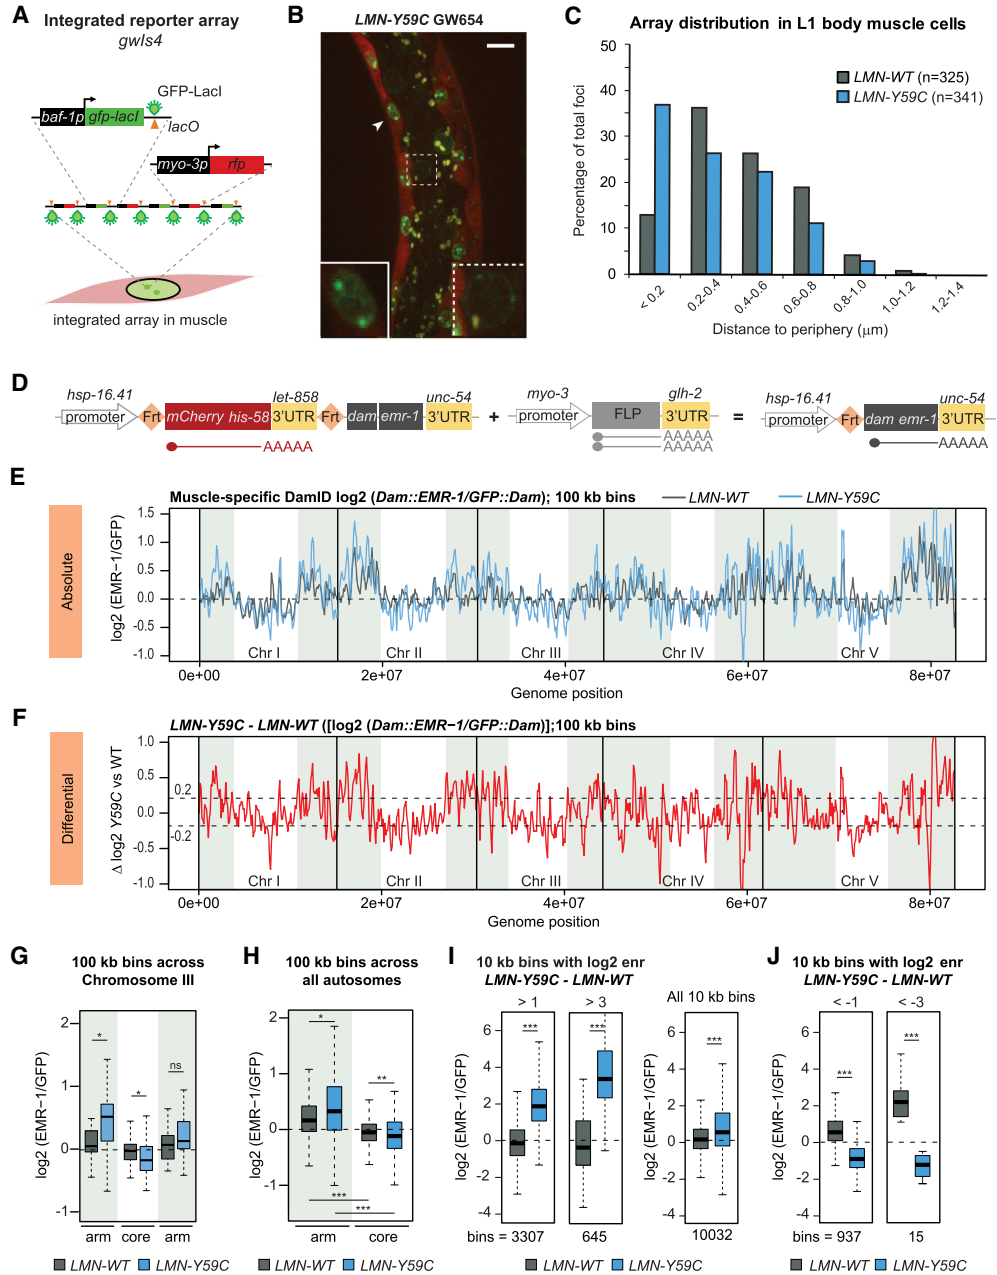 A
Integrated reporter array
gwIs4
GFP-LacI
baf-1p gfp-lacI
lacO
myo-3p rfp
integrated array in muscle
B
LMN-Y59C GW654
C
Array distribution in L1 body muscle cells
LMN-WT (n=325)
LMN-Y59C (n=341)
Percentage of total foci
50
40
30
20
10
0
< 0.2
0.2-0.4
0.4-0.6
0.6-0.8
0.8-1.0
1.0-1.2
1.2-1.4
Distance to periphery (µm)
D
hsp-16.41
promoter
Frt
mCherry his-58
let-858
3'UTR
Frt
dam emr-1
unc-54
3'UTR
AAAAA
+
myo-3
promoter
FLP
glh-2
3'UTR
AAAAA
AAAAA
=
hsp-16.41
promoter
Frt
dam emr-1
unc-54
3'UTR
AAAAA
E
Muscle-specific DamID log2 (Dam::EMR-1/GFP::Dam); 100 kb bins
LMN-WT
LMN-Y59C
Absolute
log2 (EMR−1/GFP)
1.5
1.0
0.5
0.0
-0.5
-1.0
Chr I
Chr II
Chr III
Chr IV
Chr V
0e+00
2e+07
4e+07
6e+07
8e+07
Genome position
F
LMN-Y59C - LMN-WT ([log2 (Dam::EMR−1/GFP::Dam)];100 kb bins
Differential
Δ log2 Y59C vs WT
1.0
0.5
0.0
-0.5
-1.0
0.2
-0.2
Chr I
Chr II
Chr III
Chr IV
Chr V
0e+00
2e+07
4e+07
6e+07
8e+07
Genome position
G
100 kb bins across
Chromosome III
log2 (EMR−1/GFP)
2
1
0
-1
*
*
ns
arm
core
arm
LMN-WT
LMN-Y59C
H
100 kb bins across
all autosomes
log2 (EMR−1/GFP)
2
1
0
-1
*
**
***
***
arm
core
LMN-WT
LMN-Y59C
I
10 kb bins with log2 enr
LMN-Y59C - LMN-WT
> 1
> 3
All 10 kb bins
log2 (EMR−1/GFP)
6
4
2
0
-2
-4
***
***
bins = 3307
645
log2 (EMR−1/GFP)
6
4
2
0
-2
-4
***
10032
LMN-WT
LMN-Y59C
J
10 kb bins with log2 enr
LMN-Y59C - LMN-WT
< -1
< -3
log2 (EMR−1/GFP)
6
4
2
0
-2
-4
***
***
bins = 937
15
LMN-WT
LMN-Y59C